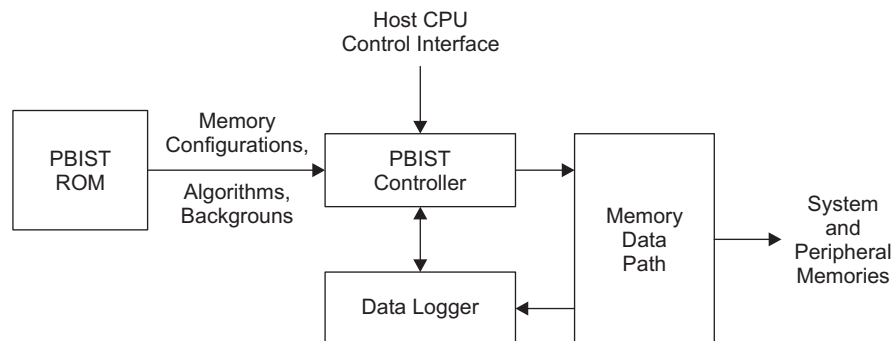 Host CPU
Control Interface
PBIST
ROM
Memory
Configurations,
Algorithms,
Backgrouns
PBIST
Controller
Data Logger
Memory
Data
Path
System
and
Peripheral
Memories